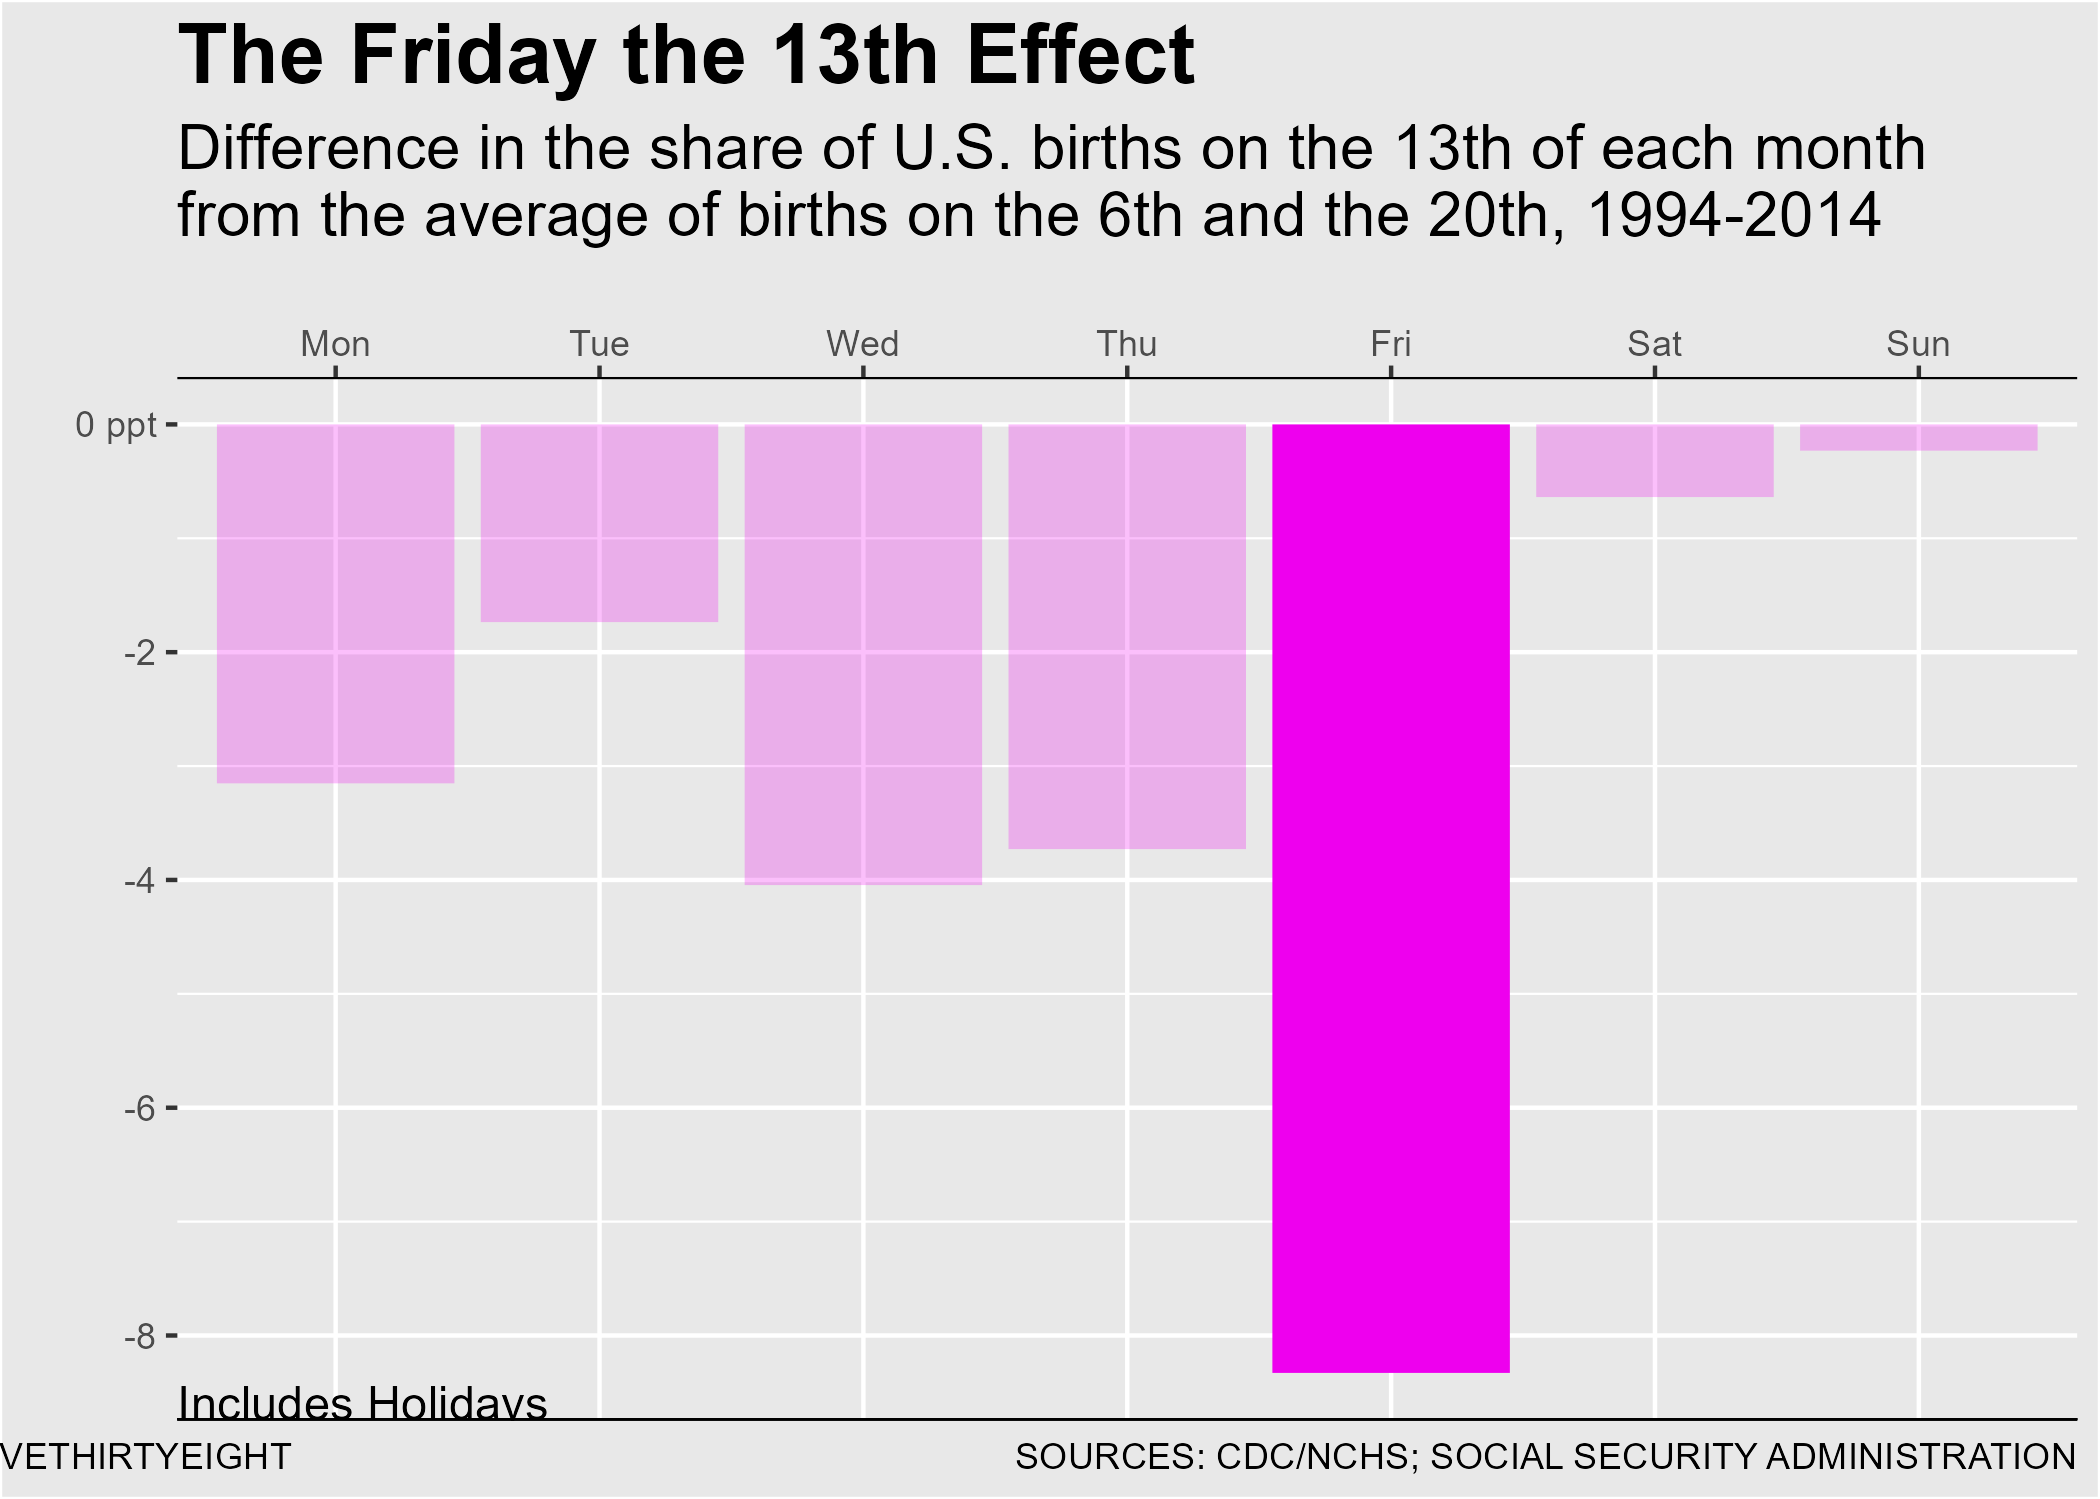 The Friday the 13th Effect
Difference in the share of U.S. births on the 13th of each month
from the average of births on the 6th and the 20th, 1994-2014
Mon Tue Wed Thu Fri Sat Sun
0 ppt
-2
-4
-6
-8
Includes Holidays
VETHIRTYEIGHT SOURCES: CDC/NCHS; SOCIAL SECURITY ADMINISTRATION